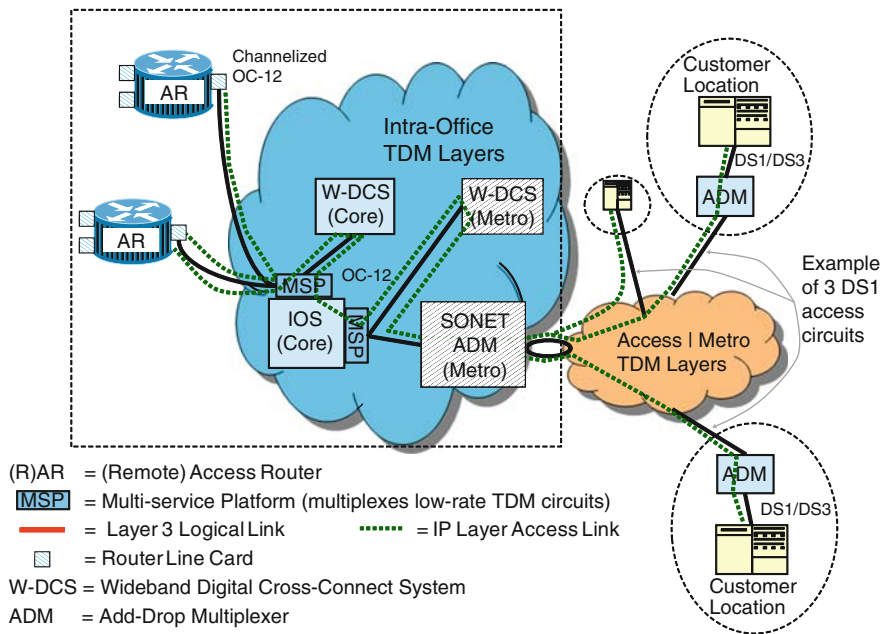 Channelized
OC-12
AR
AR
Intra-Office
TDM Layers
W-DCS
(Core)
W-DCS
(Metro)
MSP
OC-12
IOS
(Core)
MSP
SONET
ADM
(Metro)
Customer
Location
DS1/DS3
ADM
Example
of 3 DS1
access
circuits
Access | Metro
TDM Layers
ADM
DS1/DS3
Customer
Location
(R)AR = (Remote) Access Router
MSP = Multi-service Platform (multiplexes low-rate TDM circuits)
= Layer 3 Logical Link = IP Layer Access Link
= Router Line Card
W-DCS = Wideband Digital Cross-Connect System
ADM = Add-Drop Multiplexer